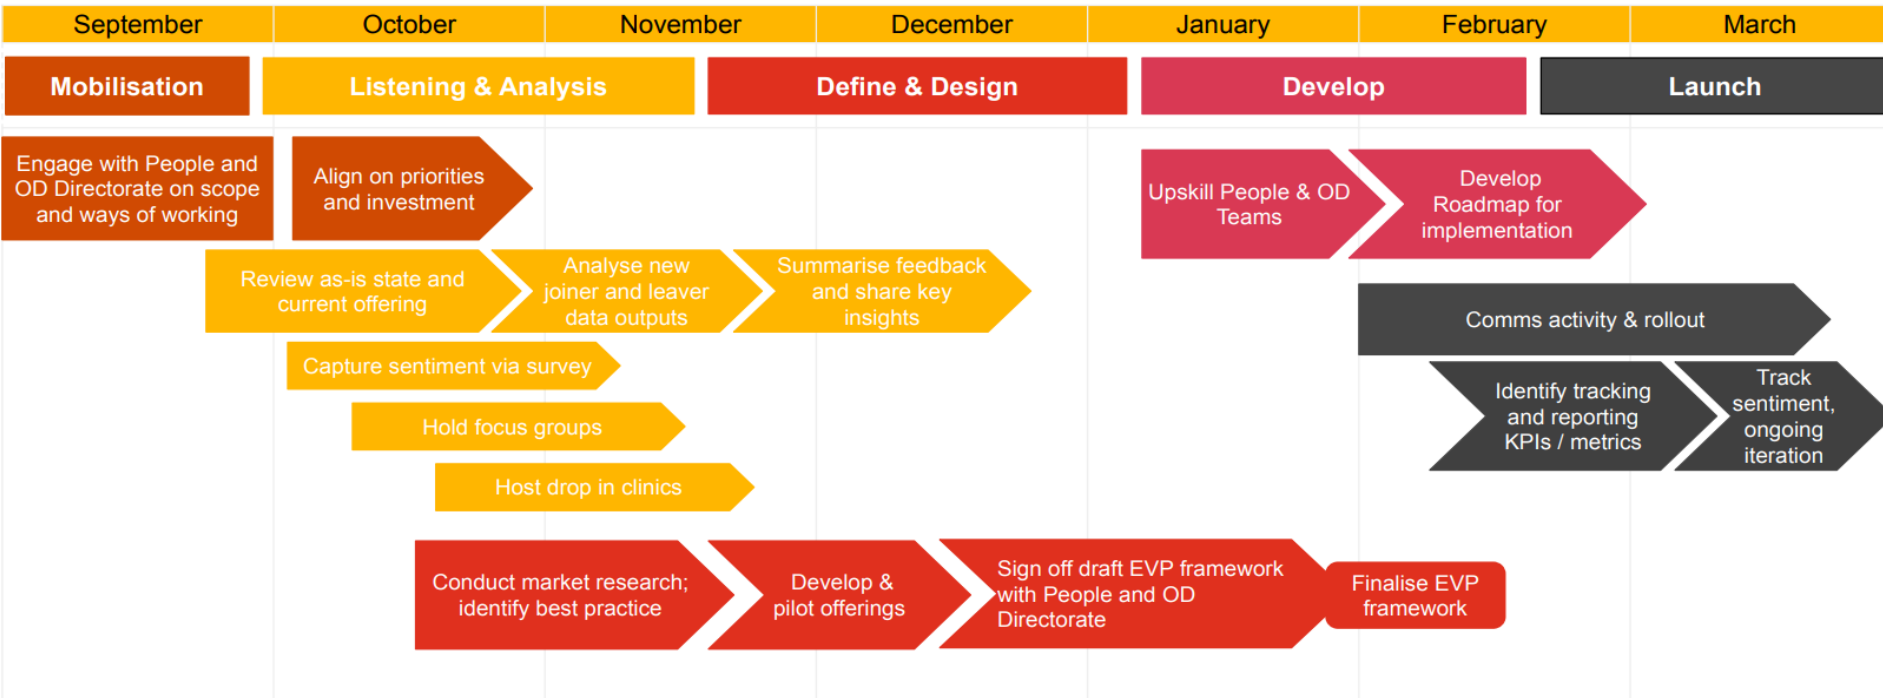 September
October
November
December
January
February
March
Mobilisation
Listening & Analysis
Define & Design
Develop
Launch
Engage with People and
OD Directorate on scope
and ways of working
Align on priorities
and investment
Upskill People & OD
Teams
Develop
Roadmap for
implementation
Review as-is state and
current offering
Analyse new
joiner and leaver
data outputs
Summarise feedback
and share key
insights
Comms activity & rollout
Capture sentiment via survey
Identify tracking
and reporting
KPIs / metrics
Track
sentiment,
ongoing
iteration
Hold focus groups
Host drop in clinics
Conduct market research;
identify best practice
Develop &
pilot offerings
Sign off draft EVP framework
with People and OD
Directorate
Finalise EVP
framework